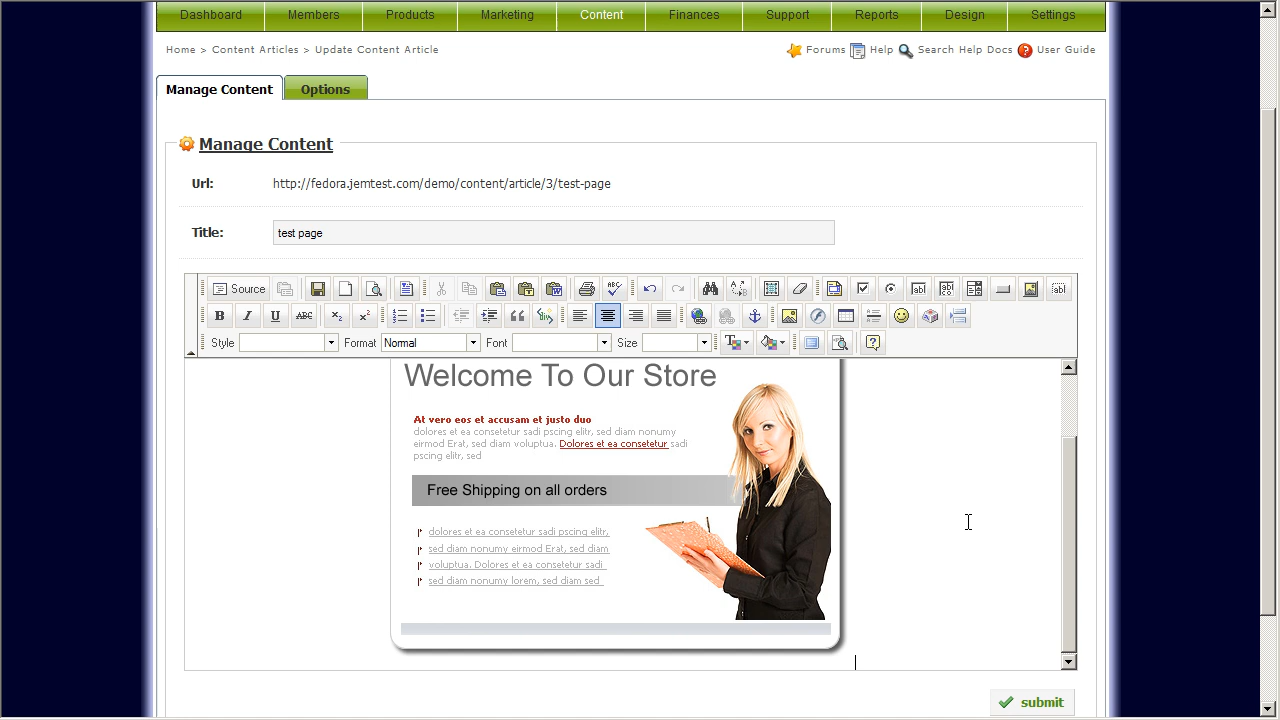 Dashboard Members Products Marketing Content Finances Support Reports Design Settings
Home > Content Articles > Update Content Article Forums Help Search Help Docs User Guide
Manage Content Options
Manage Content
Url: http://fedora.jemtest.com/demo/content/article/3/test-page
Title: test page
Source
B I U ABC
Style Format Normal Font Size
Welcome To Our Store
At vero eos et accusam et justo duo
dolores et ea consetetur sadi pscing elitr, sed diam nonumy
eirmod Erat, sed diam voluptua. Dolores et ea consetetur sadi
pscing elitr, sed
Free Shipping on all orders
dolores et ea consetetur sadi pscing elitr,
sed diam nonumy eirmod Erat, sed diam
voluptua. Dolores et ea consetetur sadi
sed diam nonumy lorem, sed diam sed
submit